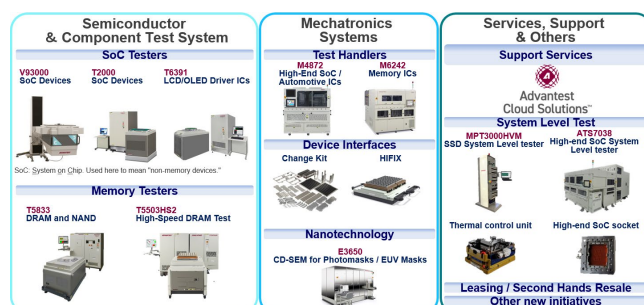 Semiconductor
& Component Test System
SoC Testers
V93000
SoC Devices
T2000
SoC Devices
T6391
LCD/OLED Driver ICs
SoC: System on Chip. Used here to mean "non-memory devices."
Memory Testers
T5833
DRAM and NAND
T5503HS2
High-Speed DRAM Test
Mechatronics
Systems
Test Handlers
M4872
High-End SoC /
Automotive ICs
M6242
Memory ICs
Device Interfaces
Change Kit
HIFIX
Nanotechnology
E3650
CD-SEM for Photomasks / EUV Masks
Services, Support
& Others
Support Services
Advantest
Cloud Solutions™
System Level Test
MPT3000HVM
SSD System Level tester
ATS7038
High-end SoC System
Level tester
Thermal control unit
High-end SoC socket
Leasing / Second Hands Resale
Other new initiatives